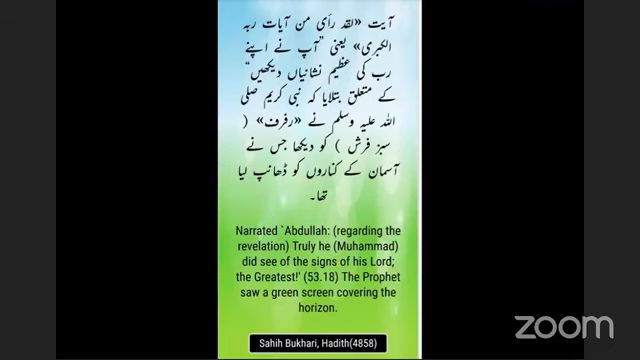 آیت «لقد رأى من آيات ربه
الكبرى» یعنی ”آپ نے اپنے
رب کی عظیم نشانیاں دیکھیں“
کے متعلق بتلایا کہ نبی کریم صلی
اللہ علیہ وسلم نے «رفرف» (
سبز فرش ) کو دیکھا جس نے
آسمان کے کناروں کو ڈھانپ لیا
تھا۔
Narrated `Abdullah: (regarding the
revelation) Truly he (Muhammad)
did see of the signs of his Lord;
the Greatest!' (53.18) The Prophet
saw a green screen covering the
horizon.
Sahih Bukhari, Hadith(4858)
zoom